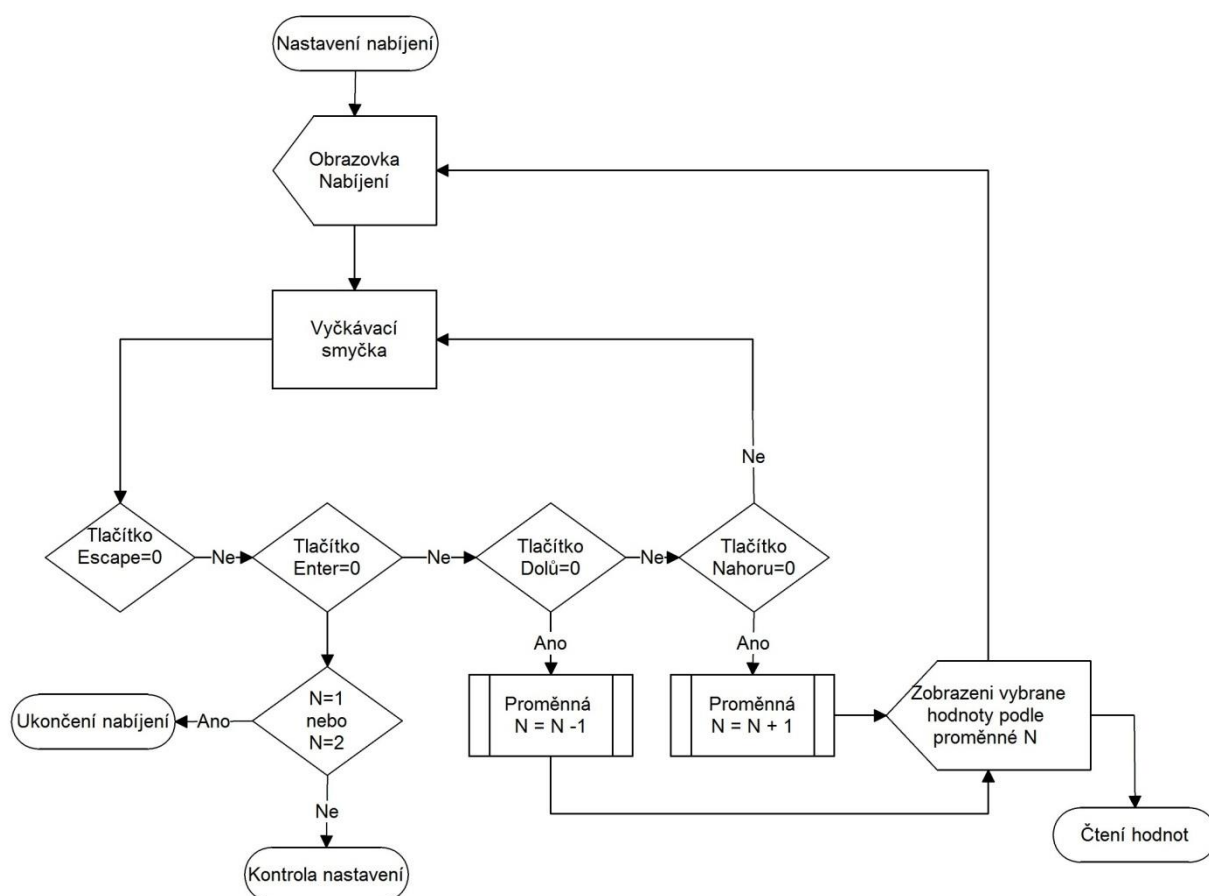 Nastavení nabíjení
Obrazovka
Nabíjení
Vyčkávací
smyčka
Ne
Tlačítko
Escape=0
Ne
Tlačítko
Enter=0
Ne
Tlačítko
Dolů=0
Ne
Tlačítko
Nahoru=0
Ano
Ano
N=1
nebo
N=2
Ano
Ukončení nabíjení
Proměnná
N = N -1
Proměnná
N = N + 1
Zobrazeni vybrane
hodnoty podle
proměnné N
Ne
Čtení hodnot
Kontrola nastavení